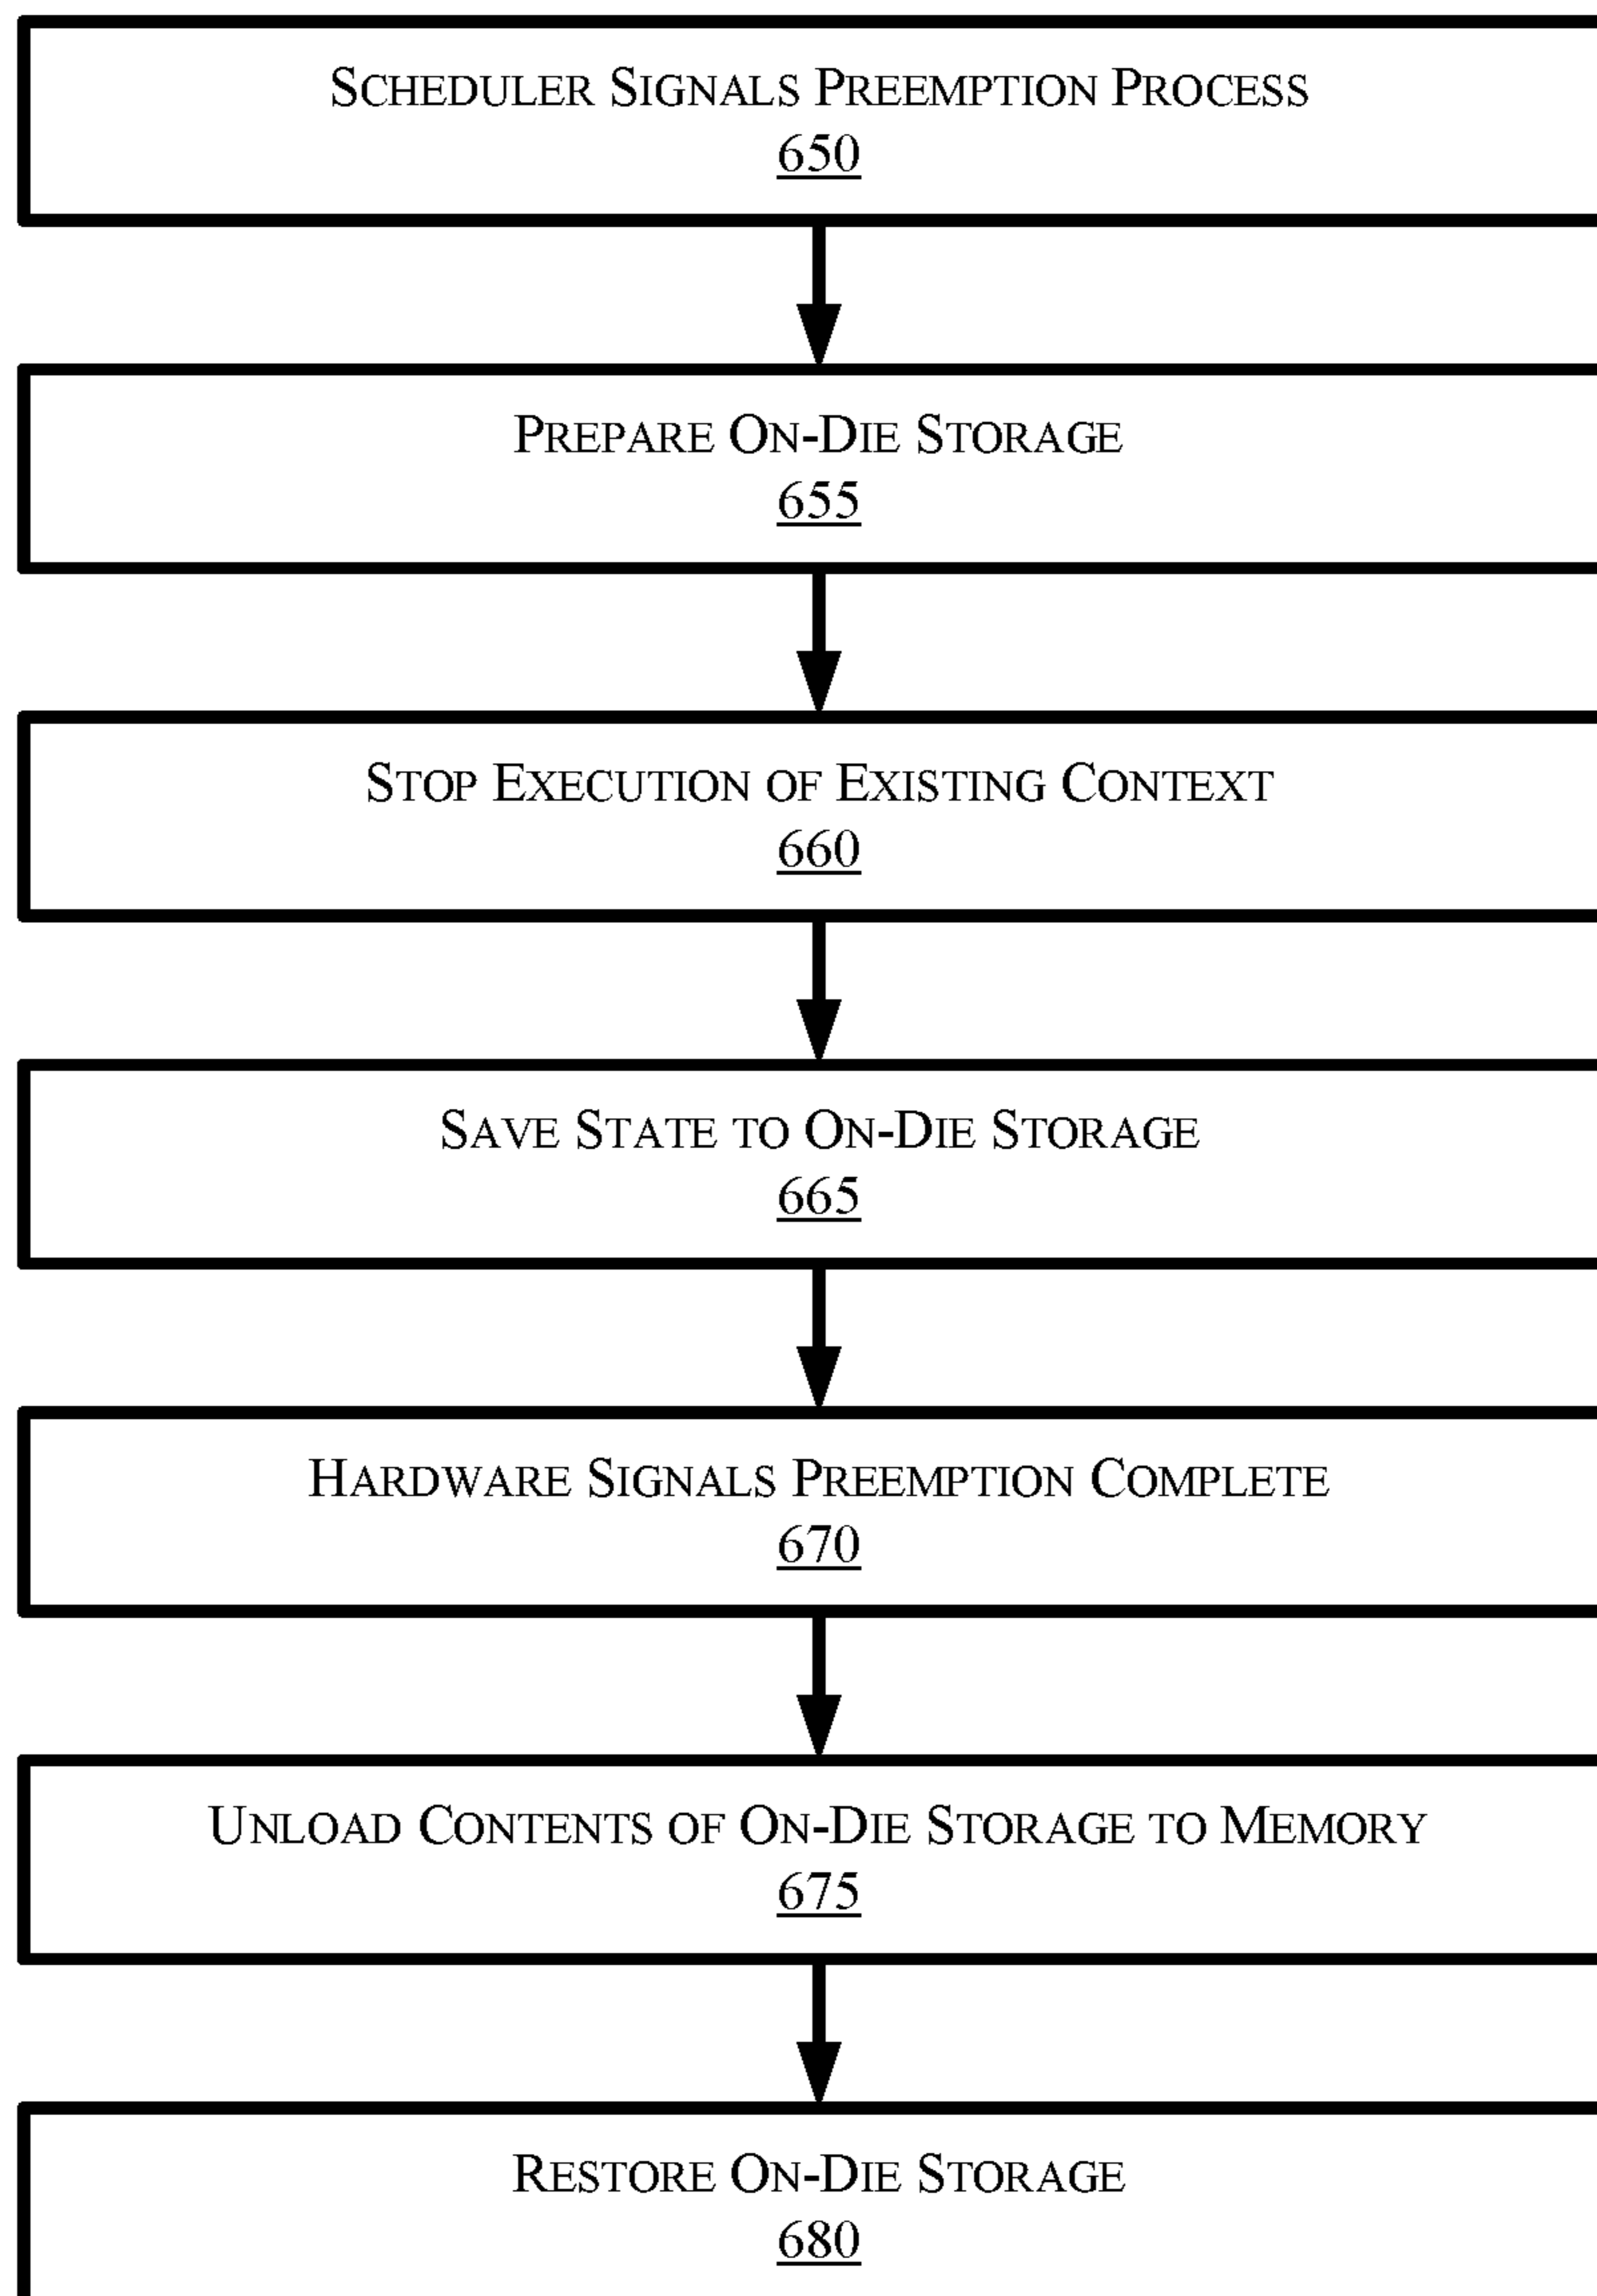 SCHEDULER SIGNALS PREEMPTION PROCESS
650
PREPARE ON-DIE STORAGE
655
STOP EXECUTION OF EXISTING CONTEXT
660
SAVE STATE TO ON-DIE STORAGE
665
HARDWARE SIGNALS PREEMPTION COMPLETE
670
UNLOAD CONTENTS OF ON-DIE STORAGE TO MEMORY
675
RESTORE ON-DIE STORAGE
680